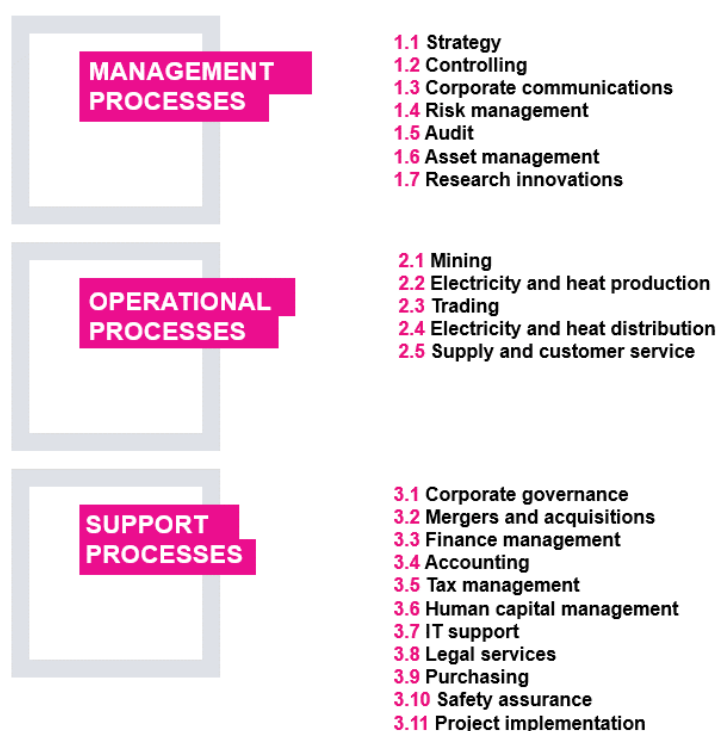 MANAGEMENT
PROCESSES
1.1 Strategy
1.2 Controlling
1.3 Corporate communications
1.4 Risk management
1.5 Audit
1.6 Asset management
1.7 Research innovations
OPERATIONAL
PROCESSES
2.1 Mining
2.2 Electricity and heat production
2.3 Trading
2.4 Electricity and heat distribution
2.5 Supply and customer service
SUPPORT
PROCESSES
3.1 Corporate governance
3.2 Mergers and acquisitions
3.3 Finance management
3.4 Accounting
3.5 Tax management
3.6 Human capital management
3.7 IT support
3.8 Legal services
3.9 Purchasing
3.10 Safety assurance
3.11 Project implementation